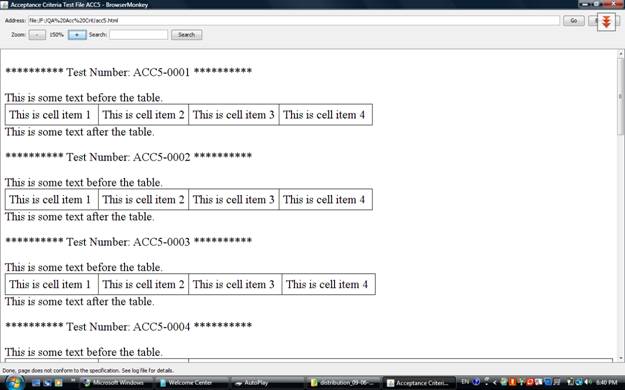 Acceptance Criteria Test File ACC5 - BrowserMonkey
Address: file:/F:/QA%20Acc%20Crit/acc5.html Go
Zoom: - 150% + Search: Search
********** Test Number: ACC5-0001 **********
This is some text before the table.
This is cell item 1 This is cell item 2 This is cell item 3 This is cell item 4
This is some text after the table.
********** Test Number: ACC5-0002 **********
This is some text before the table.
This is cell item 1 This is cell item 2 This is cell item 3 This is cell item 4
This is some text after the table.
********** Test Number: ACC5-0003 **********
This is some text before the table.
This is cell item 1 This is cell item 2 This is cell item 3 This is cell item 4
This is some text after the table.
********** Test Number: ACC5-0004 **********
This is some text before the table.
Done, page does not conform to the specification. See log file for details.
Microsoft Windows Welcome Center AutoPlay distribution_09-06-... Acceptance Criteri... EN 6:40 PM